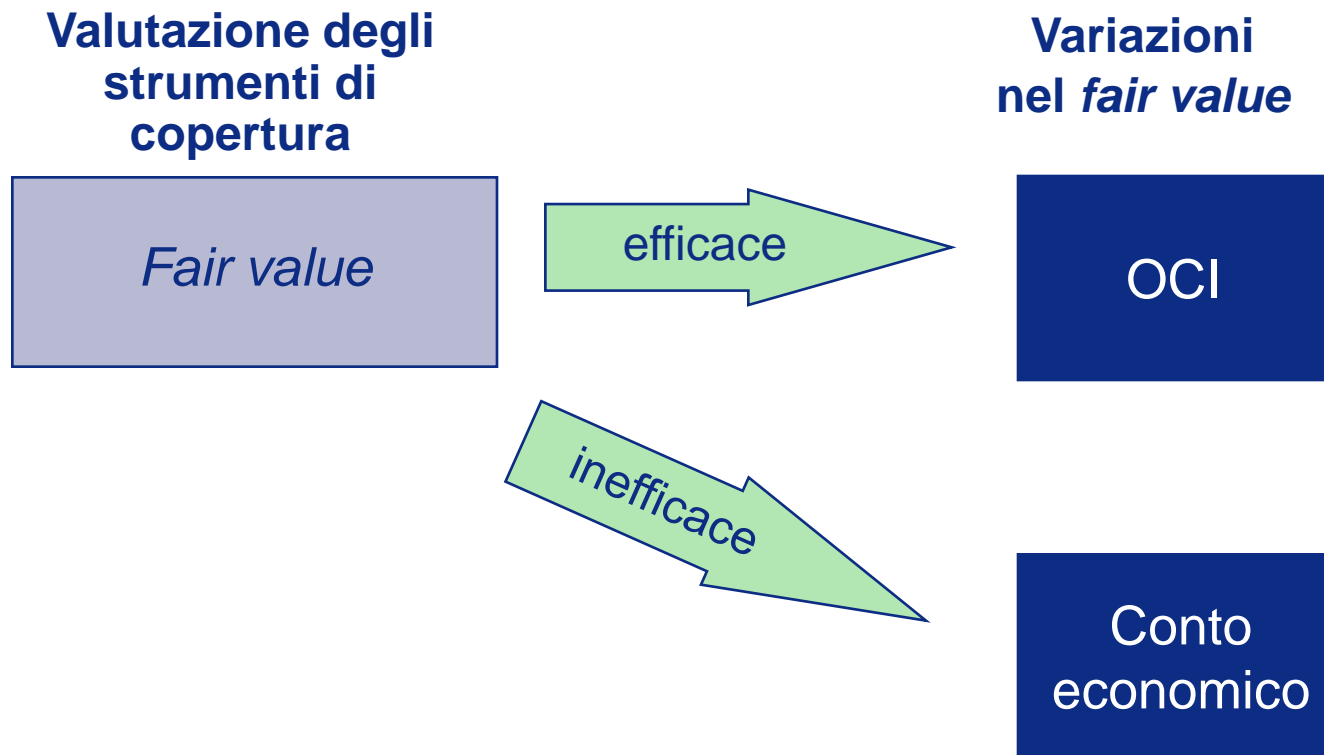 Valutazione degli
strumenti di
copertura
Variazioni
nel fair value
Fair value
efficace
OCI
inefficace
Conto
economico